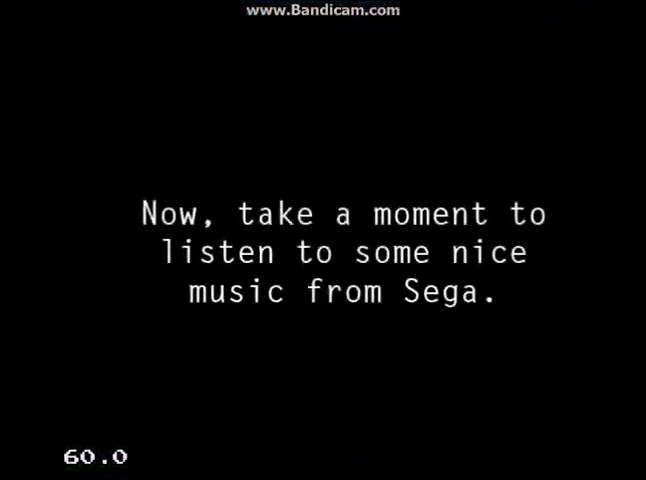 www.Bandicam.com
Now, take a moment to
listen to some nice
music from Sega.
60.0